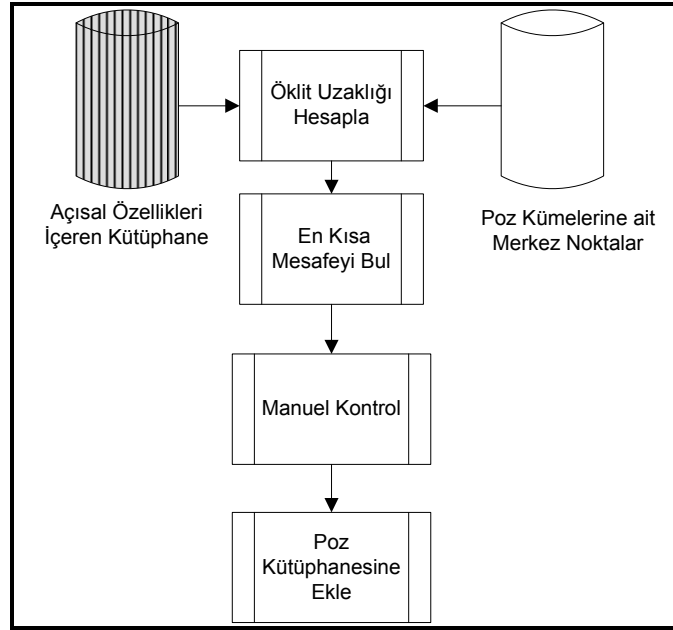 Öklit Uzaklığı
Hesapla
Açısal Özellikleri
İçeren Kütüphane
Poz Kümelerine ait
Merkez Noktalar
En Kısa
Mesafeyi Bul
Manuel Kontrol
Poz
Kütüphanesine
Ekle